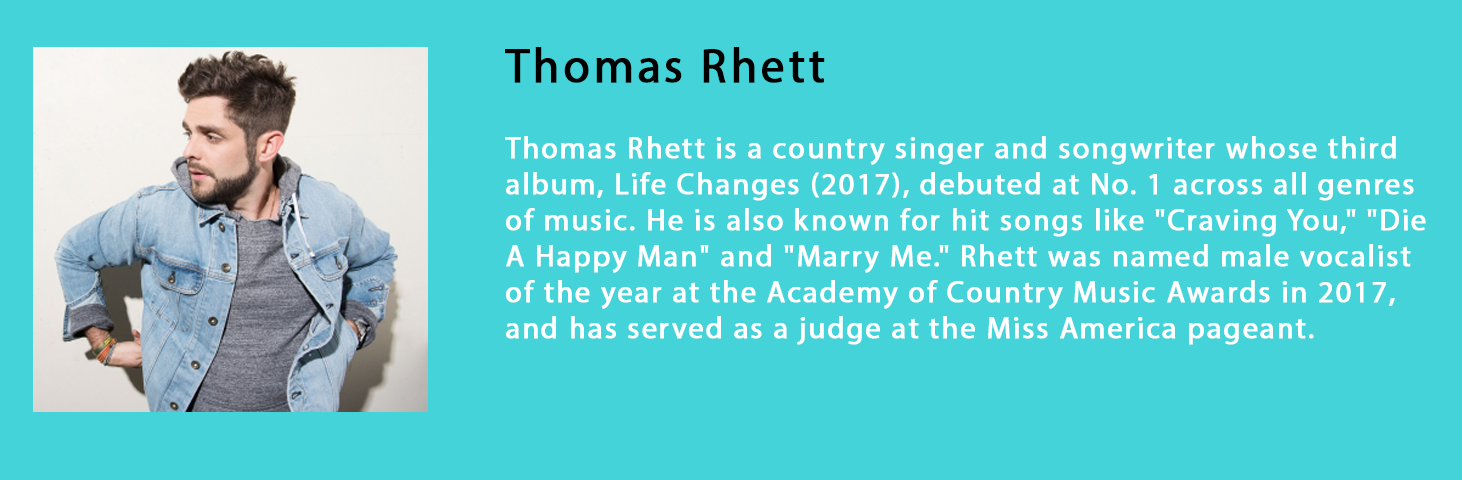 Thomas Rhett
Thomas Rhett is a country singer and songwriter whose third
album, Life Changes (2017), debuted at No. 1 across all genres
of music. He is also known for hit songs like "Craving You," "Die
A Happy Man" and "Marry Me." Rhett was named male vocalist
of the year at the Academy of Country Music Awards in 2017,
and has served as a judge at the Miss America pageant.